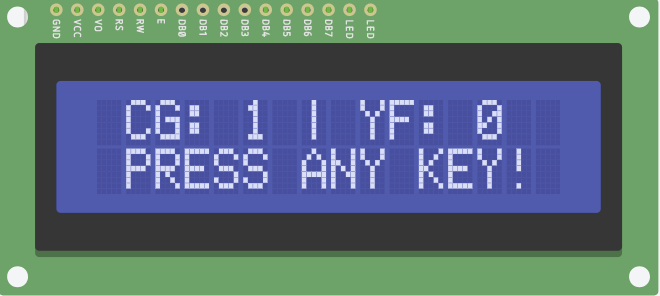 GND VCC VO RS RW E DB0 DB1 DB2 DB3 DB4 DB5 DB6 DB7 LED LED
CG: 1 | YF: 0
PRESS ANY KEY!